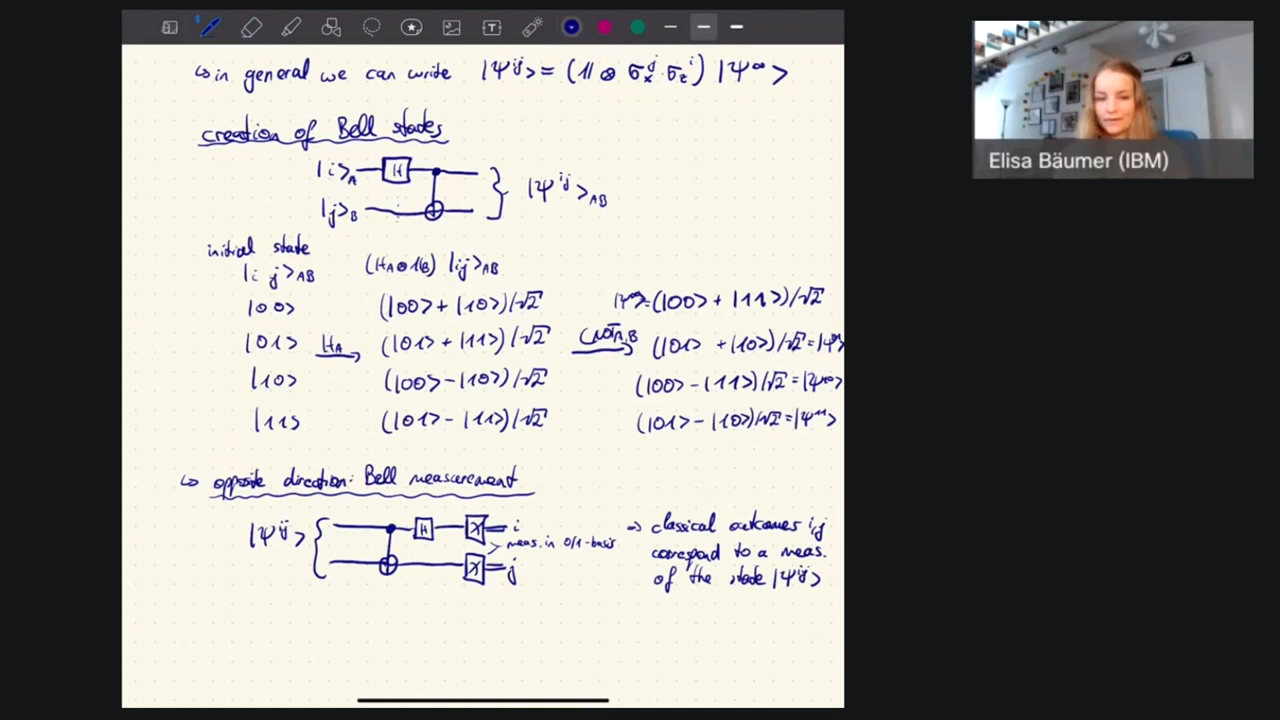 ↳ in general we can write |Ψ^ij> = (𝟙 ⊗ σ_x^j · σ_z^i) |Ψ^00>
creation of Bell states
|i>_A H
|j>_B } |Ψ^ij>_AB
initial state
|i j>_AB (H_A⊗𝟙_B) |ij>_AB
|00> (|00> + |10>)/√2 |Ψ^00> = (|00> + |11>)/√2
|01> H_A → (|01> + |11>)/√2 CNOT_A,B → (|01> + |10>)/√2 = |Ψ^01>
|10> (|00> - |10>)/√2 (|00> - |11>)/√2 = |Ψ^10>
|11> (|01> - |11>)/√2 (|01> - |10>)/√2 = |Ψ^11>
↳ opposite direction: Bell measurement
|Ψ^ij> { H i
meas. in 0/1-basis
j
⇒ classical outcomes i,j
correspond to a meas.
of the state |Ψ^ij>
Elisa Bäumer (IBM)